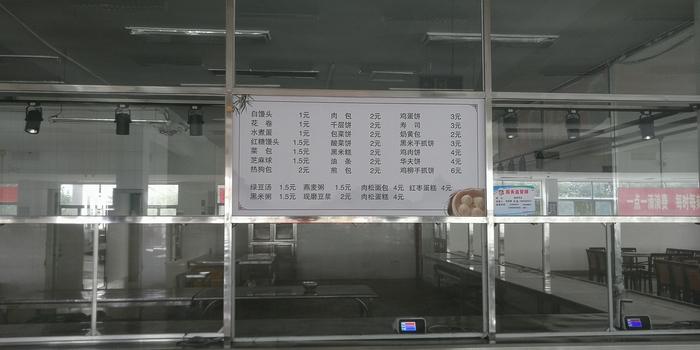 白馒头 1元 肉 包 2元 鸡蛋饼 3元
花 卷 1元 千层饼 2元 寿 司 3元
水煮蛋 1元 包菜饼 2元 奶黄包 2元
红糖馒头 1.5元 酸菜饼 2元 黑米手抓饼 3元
菜 包 1.5元 黑米糕 2元 鸡肉饼 4元
芝麻球 1.5元 油 条 2元 华夫饼 4元
热狗包 2元 煎 包 2元 鸡柳手抓饼 6元
绿豆汤 1.5元 燕麦粥 1.5元 肉松面包 4元 红枣蛋糕 4元
黑米粥 1.5元 现磨豆浆 2元 肉松蛋糕 4元
服务监督牌
一点一滴浪费